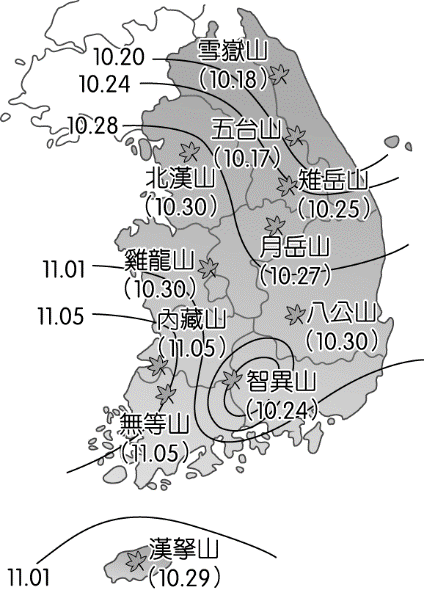 10.20
雪嶽山
(10.18)
10.24
10.28
五台山
(10.17)
北漢山
(10.30)
雉岳山
(10.25)
月岳山
(10.27)
11.01
雞龍山
(10.30)
11.05
內藏山
(11.05)
八公山
(10.30)
智異山
(10.24)
無等山
(11.05)
漢拏山
(10.29)
11.01